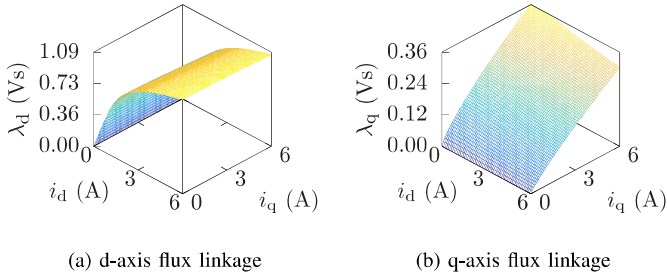 1.09
0.73
0.36
0.00
λd (Vs)
0
3
6
id (A)
0
3
6
iq (A)
(a) d-axis flux linkage
0.36
0.24
0.12
0.00
λq (Vs)
0
3
6
id (A)
0
3
6
iq (A)
(b) q-axis flux linkage